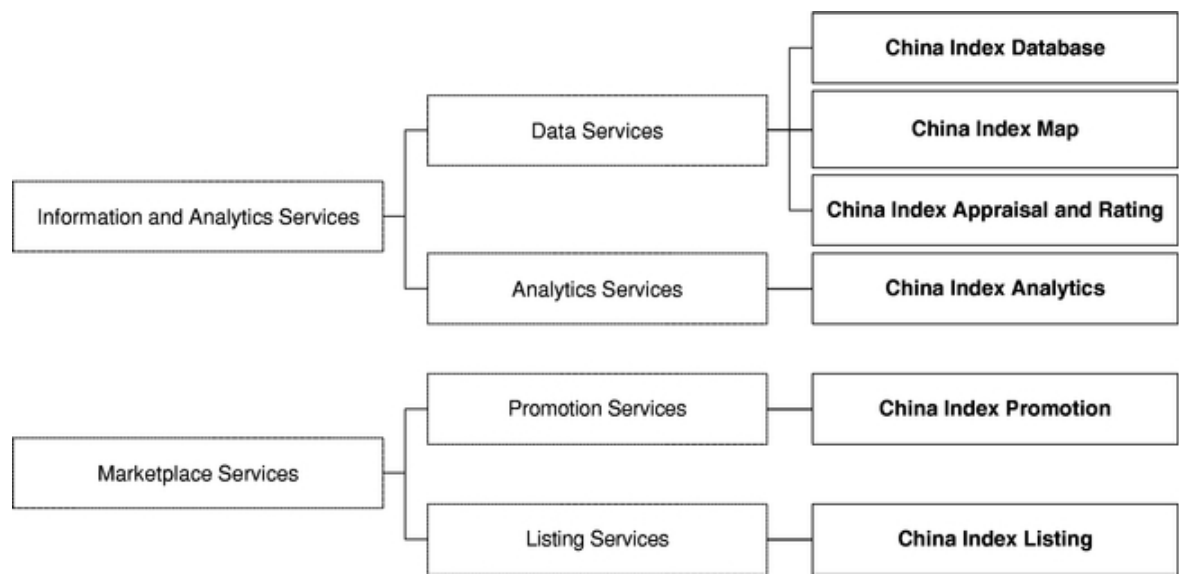 China Index Database
Data Services
China Index Map
Information and Analytics Services
China Index Appraisal and Rating
Analytics Services
China Index Analytics
Promotion Services
China Index Promotion
Marketplace Services
Listing Services
China Index Listing